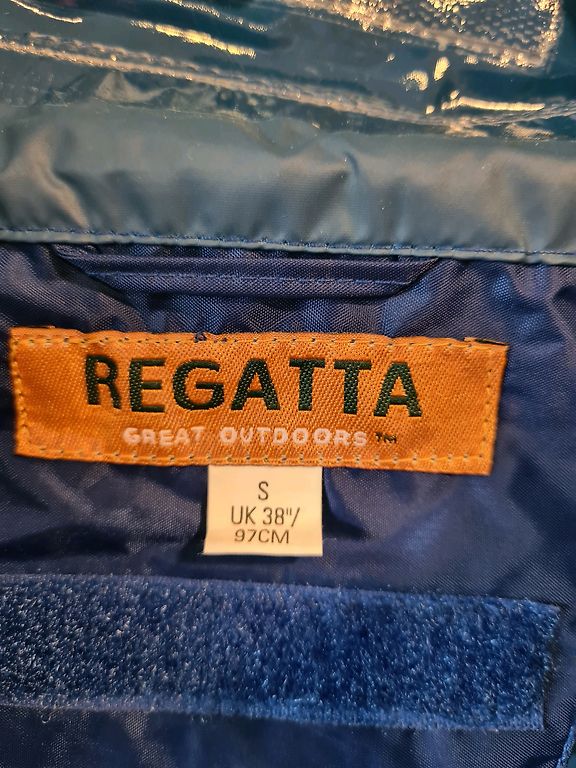 REGATTA
GREAT OUTDOORS™
S
UK 38"/
97CM